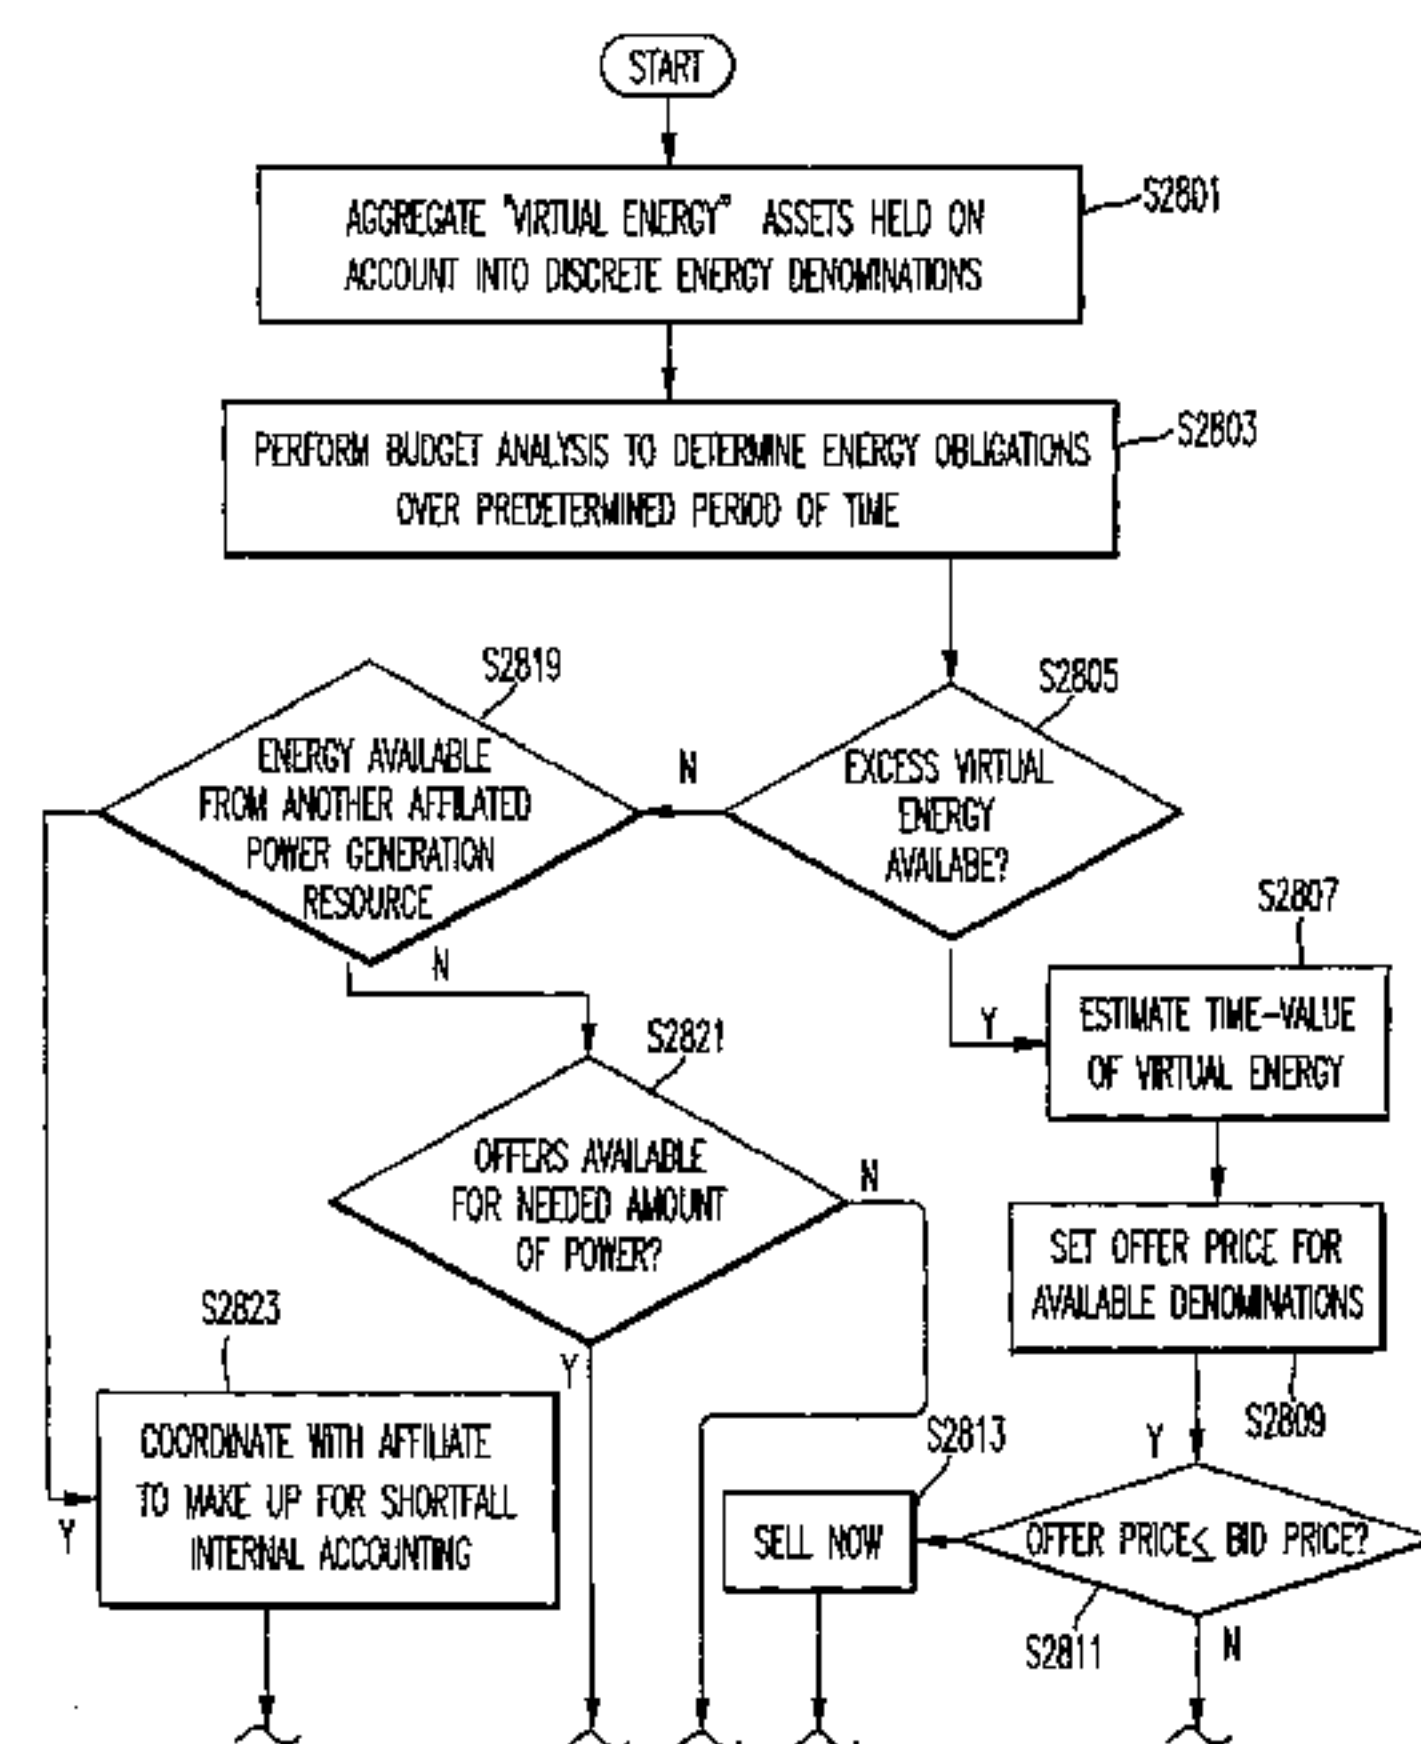 START
S2801
AGGREGATE "VIRTUAL ENERGY" ASSETS HELD ON
ACCOUNT INTO DISCRETE ENERGY DENOMINATIONS
S2803
PERFORM BUDGET ANALYSIS TO DETERMINE ENERGY OBLIGATIONS
OVER PREDETERMINED PERIOD OF TIME
S2819
ENERGY AVAILABLE
FROM ANOTHER AFFILATED
POWER GENERATION
RESOURCE
N
S2805
EXCESS VIRTUAL
ENERGY
AVAILABE?
N
Y
S2807
ESTIMATE TIME-VALUE
OF VIRTUAL ENERGY
S2821
OFFERS AVAILABLE
FOR NEEDED AMOUNT
OF POWER?
N
Y
SET OFFER PRICE FOR
AVAILABLE DENOMINATIONS
S2809
S2823
COORDINATE WITH AFFILIATE
TO MAKE UP FOR SHORTFALL
INTERNAL ACCOUNTING
Y
S2813
SELL NOW
Y
OFFER PRICE≤ BID PRICE?
S2811
N